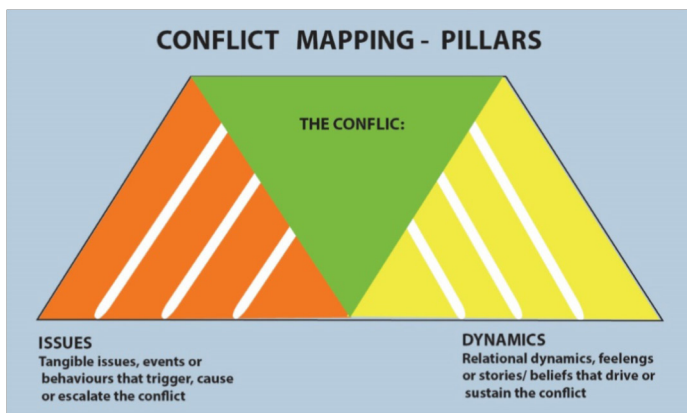 CONFLICT MAPPING - PILLARS
THE CONFLIC:
ISSUES
Tangible issues, events or
behaviours that trigger, cause
or escalate the conflict
DYNAMICS
Relational dynamics, feelengs
or stories/ beliefs that drive or
sustain the conflict